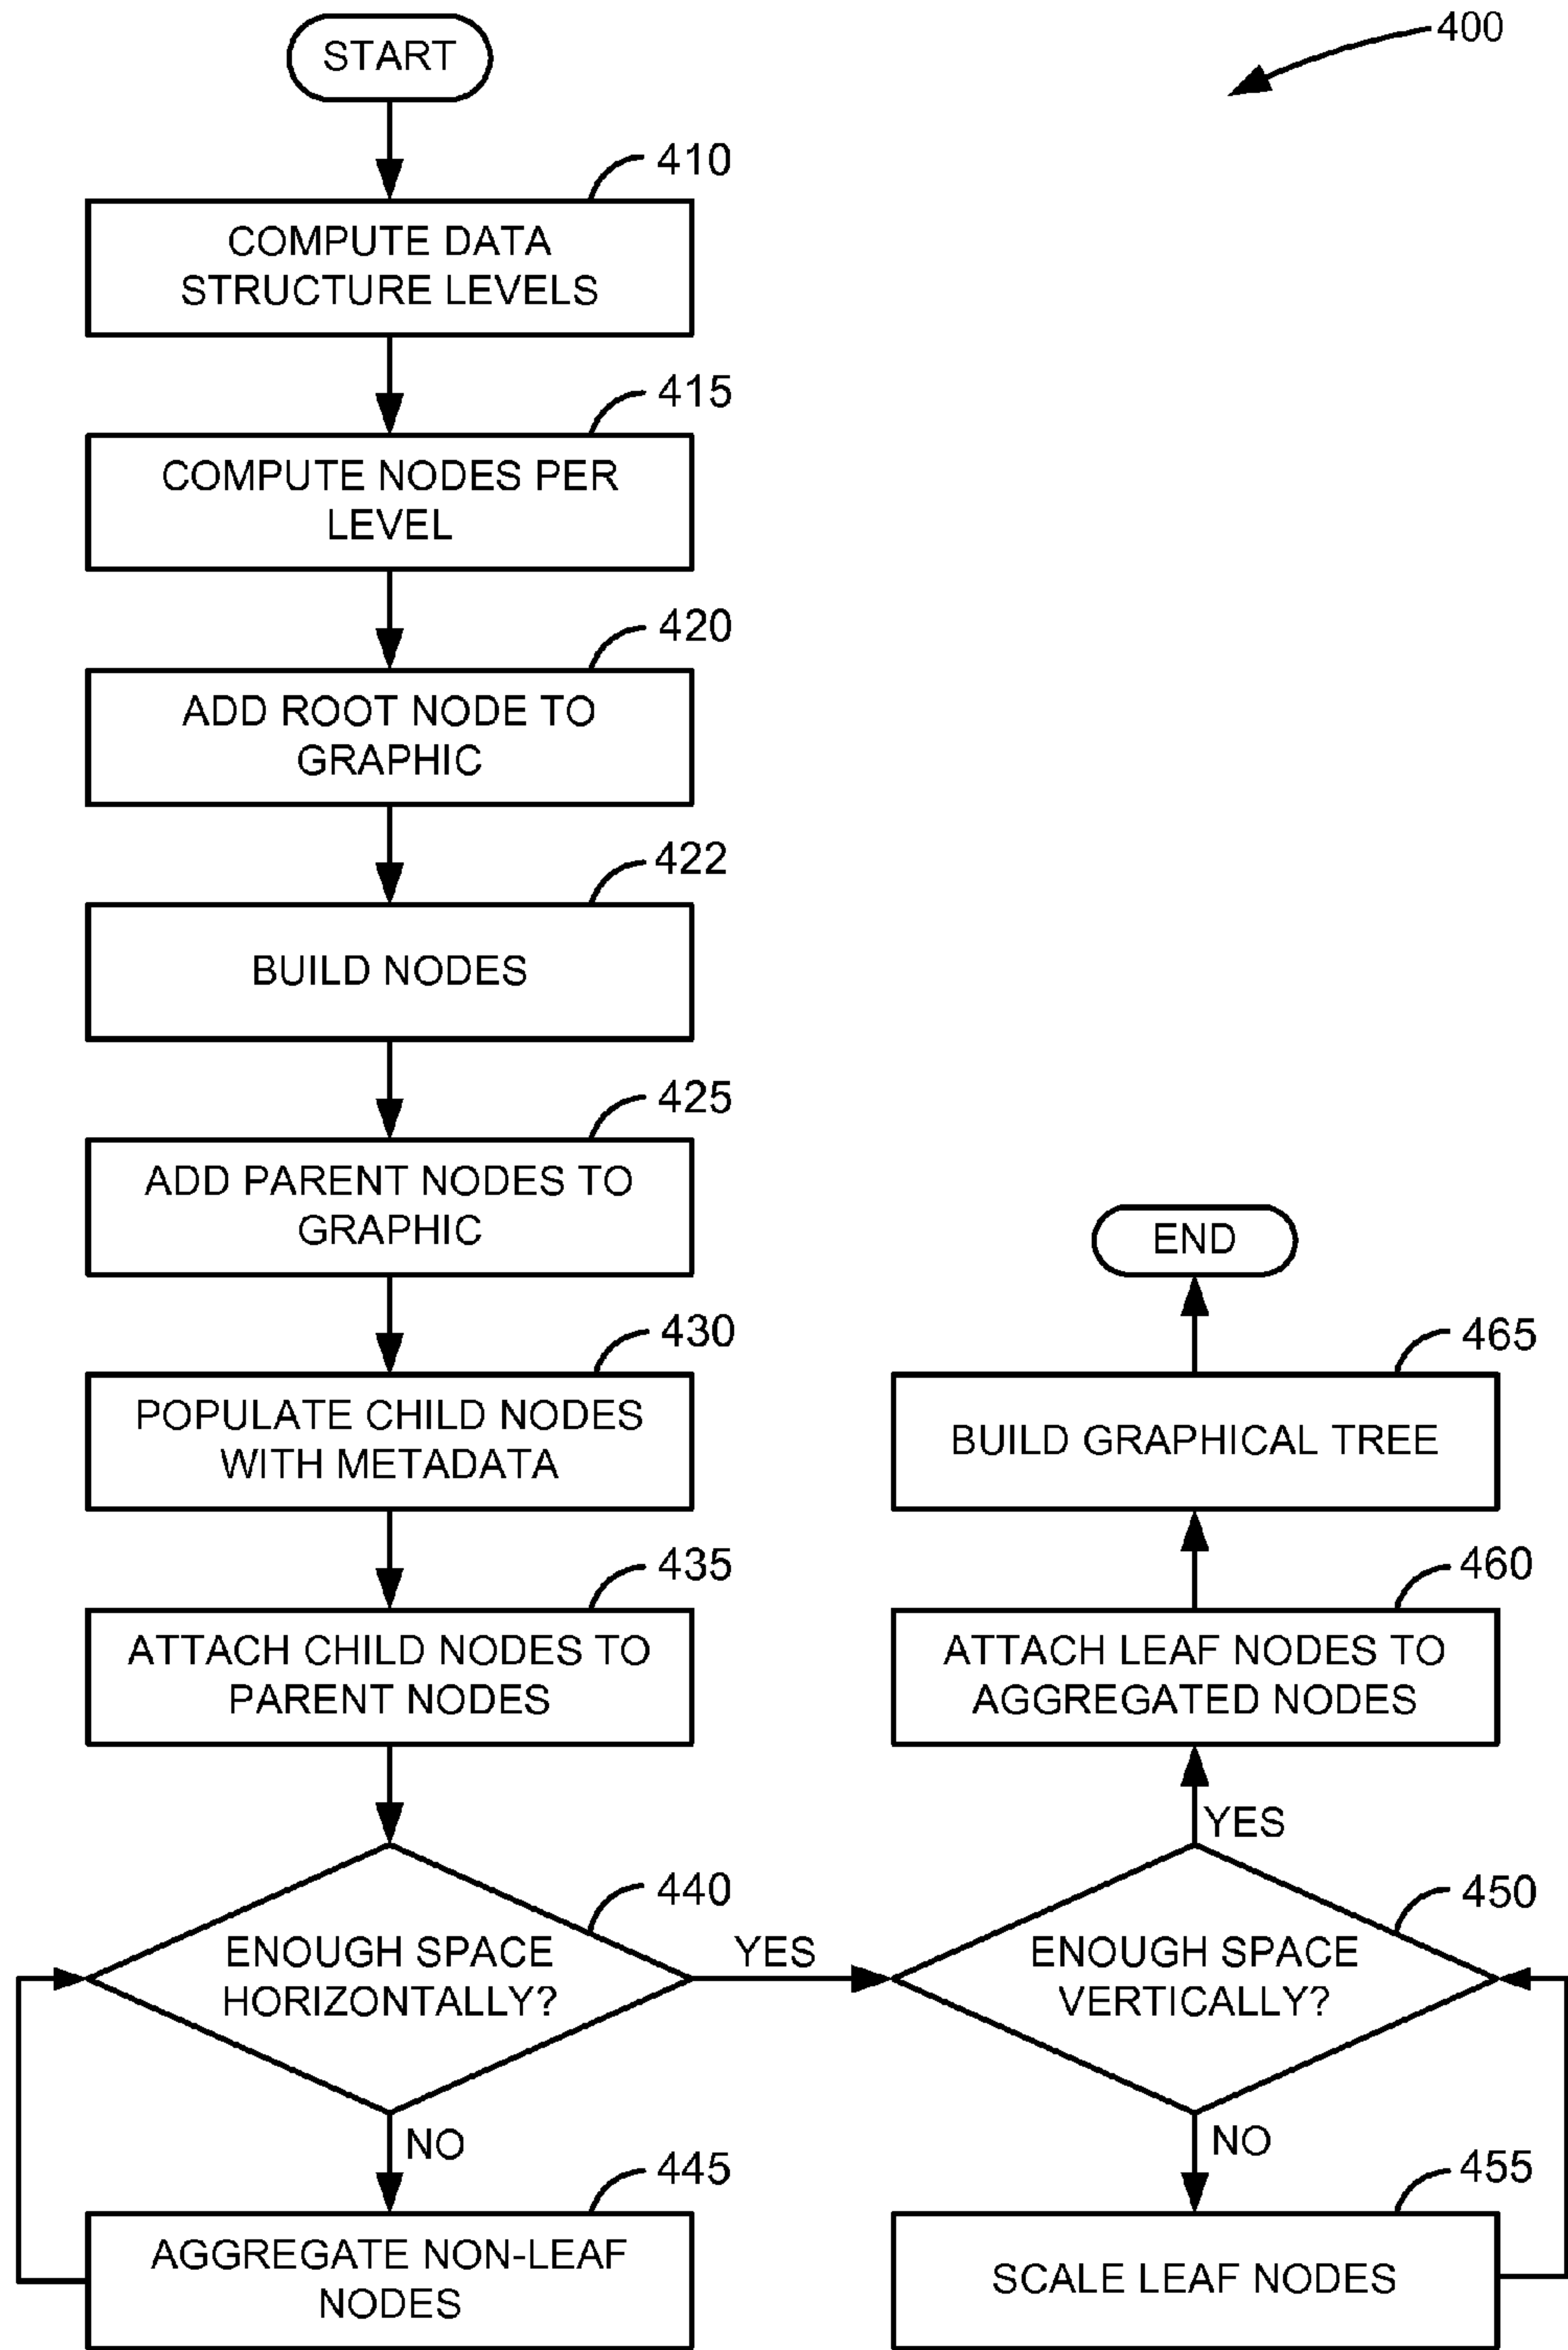 400
START
410
COMPUTE DATA
STRUCTURE LEVELS
415
COMPUTE NODES PER
LEVEL
420
ADD ROOT NODE TO
GRAPHIC
422
BUILD NODES
425
ADD PARENT NODES TO
GRAPHIC
430
POPULATE CHILD NODES
WITH METADATA
435
ATTACH CHILD NODES TO
PARENT NODES
440
ENOUGH SPACE
HORIZONTALLY?
YES
NO
445
AGGREGATE NON-LEAF
NODES
450
ENOUGH SPACE
VERTICALLY?
NO
455
SCALE LEAF NODES
YES
460
ATTACH LEAF NODES TO
AGGREGATED NODES
465
BUILD GRAPHICAL TREE
END